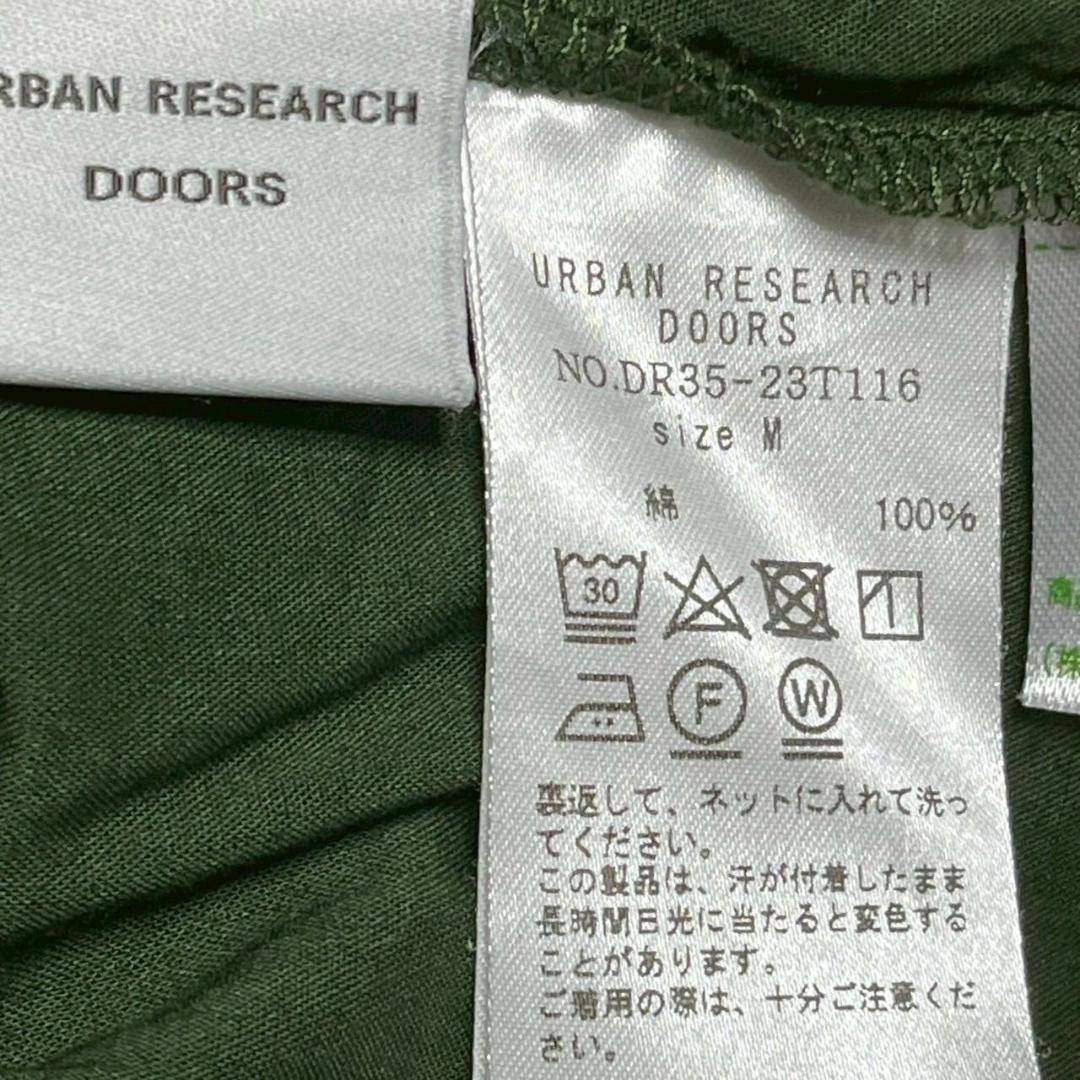 RBAN RESEARCH
DOORS
URBAN RESEARCH
DOORS
NO.DR35-23T116
size M
綿 100%
30
F
W
裏返して、ネットに入れて洗っ
てください。
この製品は、汗が付着したまま
長時間日光に当たると変色する
ことがあります。
ご着用の際は、十分ご注意くだ
さい。